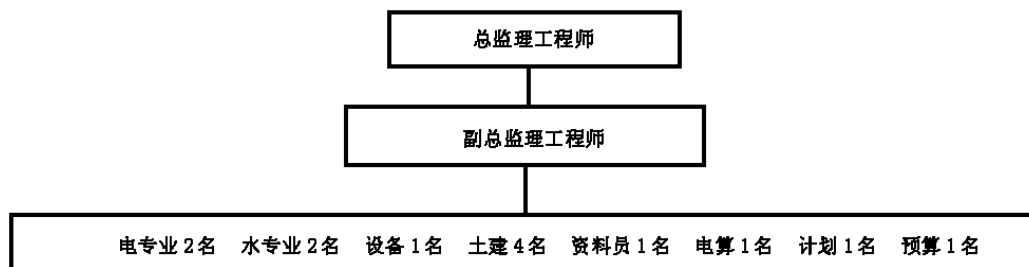 总监理工程师
副总监理工程师
电专业 2 名 水专业 2 名 设备 1 名 土建 4 名 资料员 1 名 电算 1 名 计划 1 名 预算 1 名